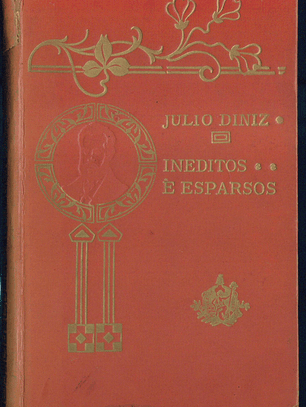 JULIO DINIZ
INEDITOS
E ESPARSOS